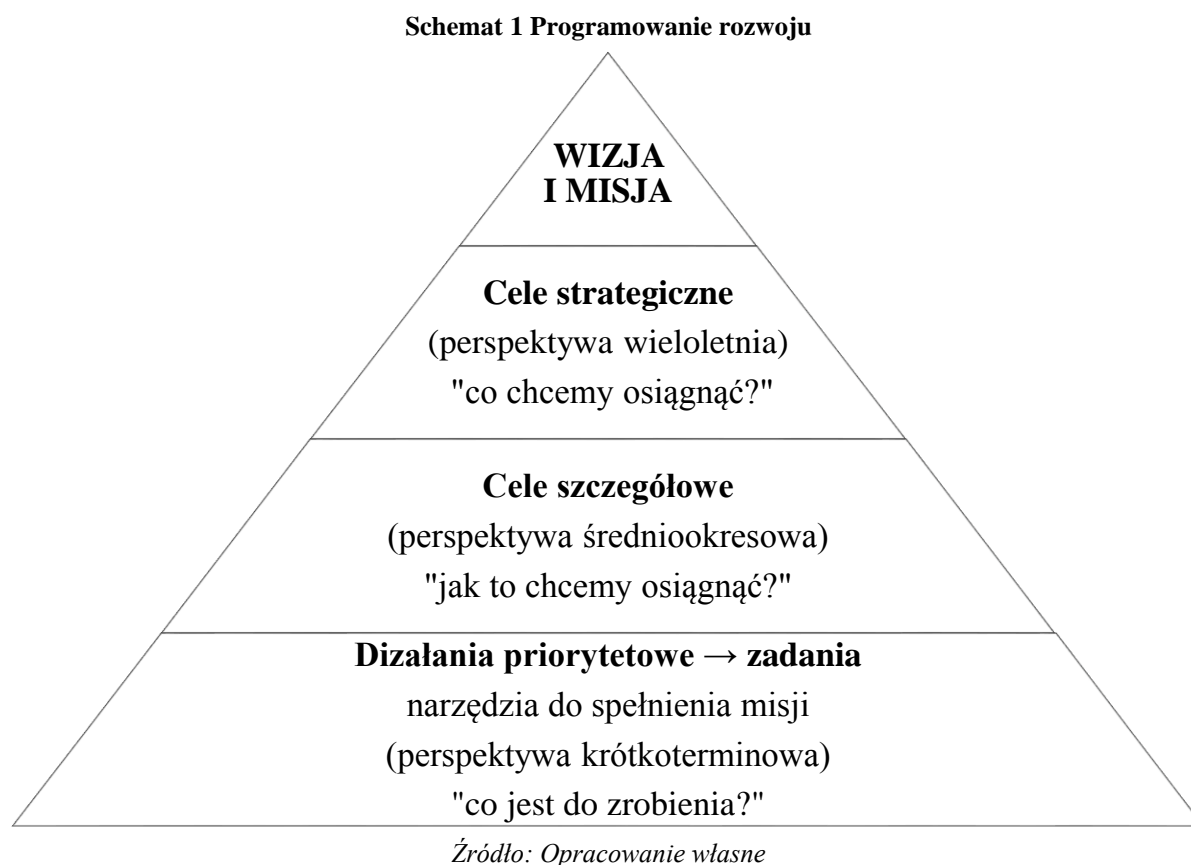 Schemat 1 Programowanie rozwoju
WIZJA
I MISJA
Cele strategiczne
(perspektywa wieloletnia)
"co chcemy osiągnąć?"
Cele szczegółowe
(perspektywa średniookresowa)
"jak to chcemy osiągnąć?"
Dizałania priorytetowe → zadania
narzędzia do spełnienia misji
(perspektywa krótkoterminowa)
"co jest do zrobienia?"
Źródło: Opracowanie własne